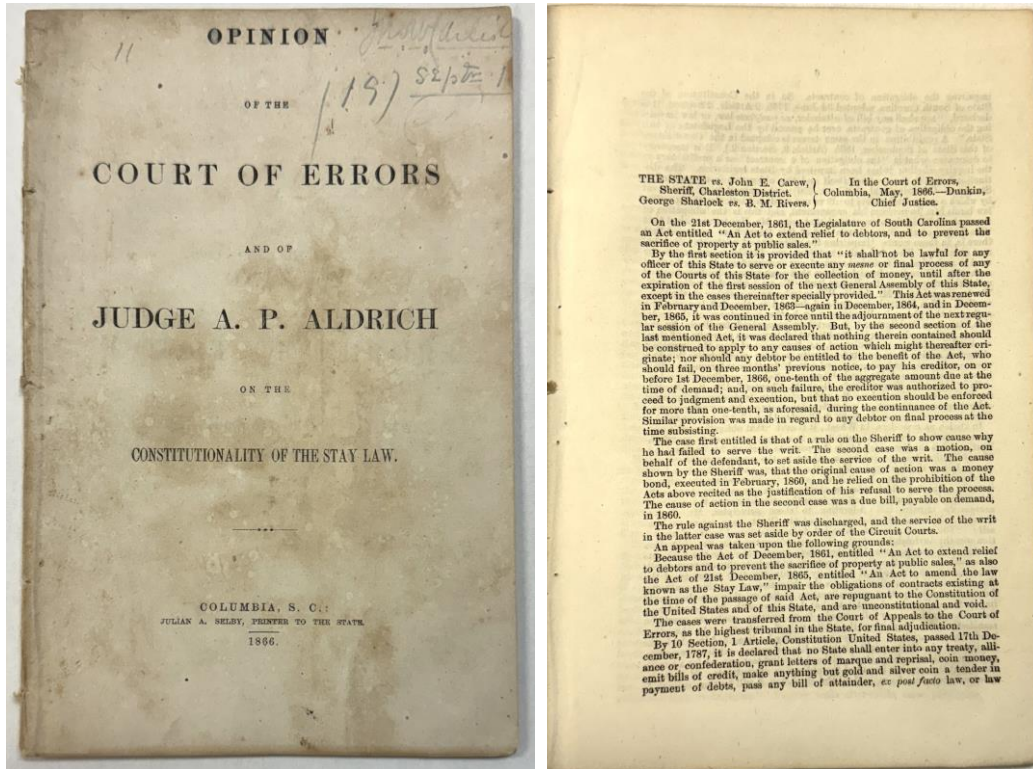 OPINION
11
(19) Septr 1
OF THE
COURT OF ERRORS
AND OF
JUDGE A. P. ALDRICH
ON THE
CONSTITUTIONALITY OF THE STAY LAW.
COLUMBIA, S. C.:
JULIAN A. SELBY, PRINTER TO THE STATE.
1866.
THE STATE vs. John E. Carew,
Sheriff, Charleston District.
George Sharlock vs. B. M. Rivers.
In the Court of Errors,
Columbia, May, 1866.—Dunkin,
Chief Justice.
On the 21st December, 1861, the Legislature of South Carolina passed
an Act entitled "An Act to extend relief to debtors, and to prevent the
sacrifice of property at public sales."
By the first section it is provided that "it shall not be lawful for any
officer of this State to serve or execute any mesne or final process of any
of the Courts of this State for the collection of money, until after the
expiration of the first session of the next General Assembly of this State,
except in the cases thereinafter specially provided." This Act was renewed
in February and December, 1863—again in December, 1864, and in Decem-
ber, 1865, it was continued in force until the adjournment of the next regu-
lar session of the General Assembly. But, by the second section of the
last mentioned Act, it was declared that nothing therein contained should
be construed to apply to any causes of action which might thereafter ori-
ginate; nor should any debtor be entitled to the benefit of the Act, who
should fail, on three months' previous notice, to pay his creditor, on or
before 1st December, 1866, one-tenth of the aggregate amount due at the
time of demand; and, on such failure, the creditor was authorized to pro-
ceed to judgment and execution, but that no execution should be enforced
for more than one-tenth, as aforesaid, during the continuance of the Act.
Similar provision was made in regard to any debtor on final process at the
time subsisting.
The case first entitled is that of a rule on the Sheriff to show cause why
he had failed to serve the writ. The second case was a motion, on
behalf of the defendant, to set aside the service of the writ. The cause
shown by the Sheriff was, that the original cause of action was a money
bond, executed in February, 1860, and he relied on the prohibition of the
Acts above recited as the justification of his refusal to serve the process.
The cause of action in the second case was a due bill, payable on demand,
in 1860.
The rule against the Sheriff was discharged, and the service of the writ
in the latter case was set aside by order of the Circuit Courts.
An appeal was taken upon the following grounds:
Because the Act of December, 1861, entitled "An Act to extend relief
to debtors and to prevent the sacrifice of property at public sales," as also
the Act of 21st December, 1865, entitled "An Act to amend the law
known as the Stay Law," impair the obligations of contracts existing at
the time of the passage of said Act, are repugnant to the Constitution of
the United States and of this State, and are unconstitutional and void.
The cases were transferred from the Court of Appeals to the Court of
Errors, as the highest tribunal in the State, for final adjudication.
By 10 Section, 1 Article, Constitution United States, passed 17th De-
cember, 1787, it is declared that no State shall enter into any treaty, alli-
ance or confederation, grant letters of marque and reprisal, coin money,
emit bills of credit, make anything but gold and silver coin a tender in
payment of debts, pass any bill of attainder, ex post facto law, or law